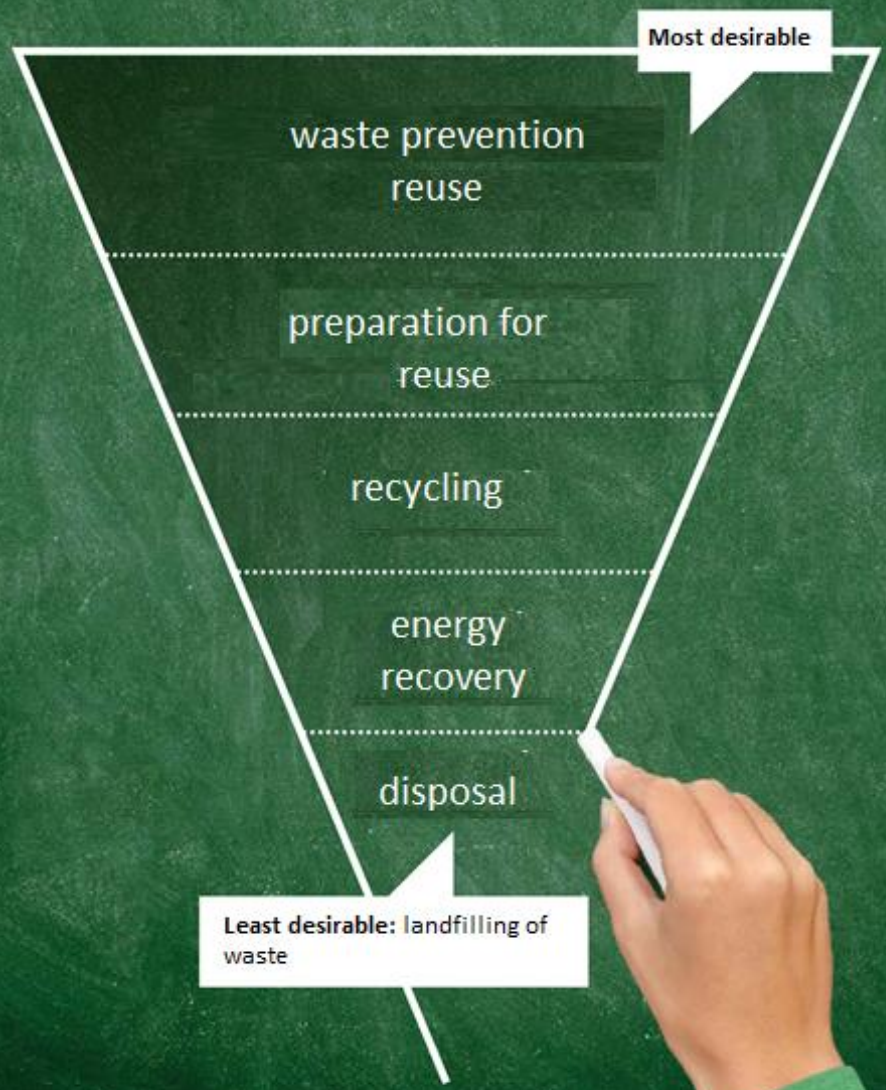 Most desirable
waste prevention
reuse
preparation for
reuse
recycling
energy
recovery
disposal
Least desirable: landfilling of
waste